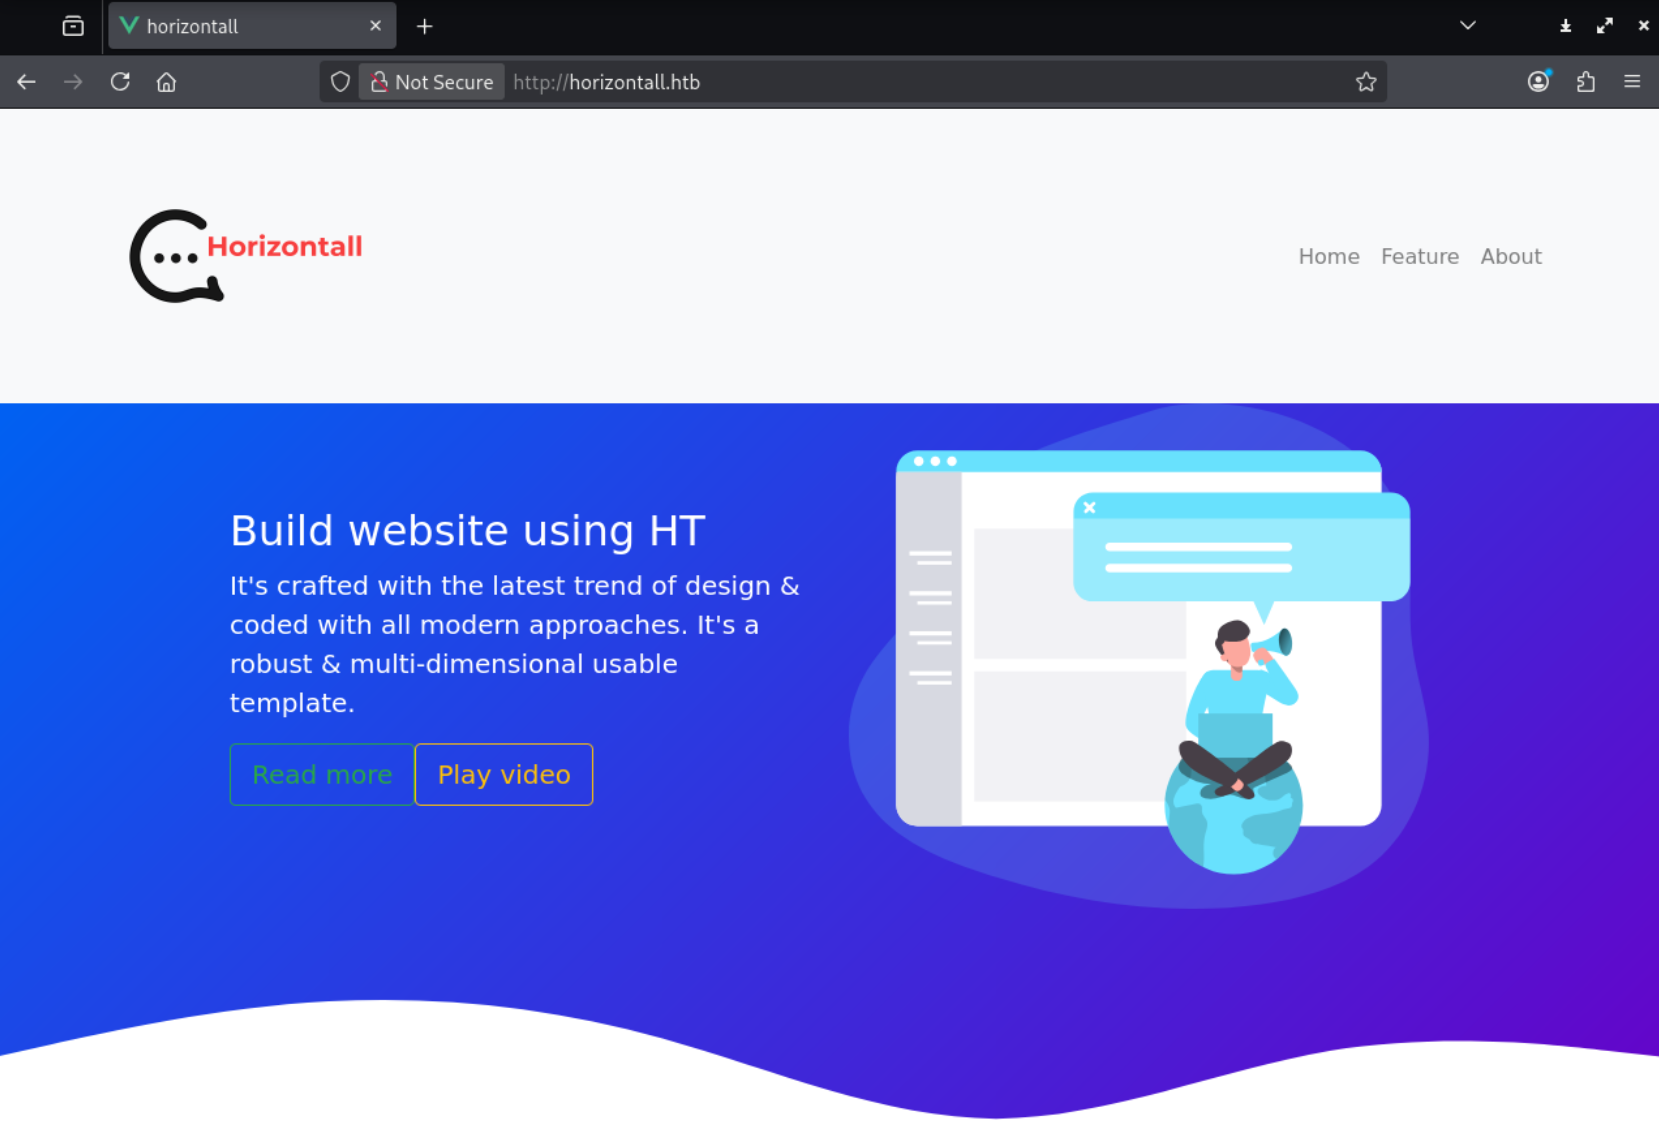 horizontall
Not Secure http://horizontall.htb
Horizontall
Home Feature About
Build website using HT
It's crafted with the latest trend of design &
coded with all modern approaches. It's a
robust & multi-dimensional usable
template.
Read more Play video